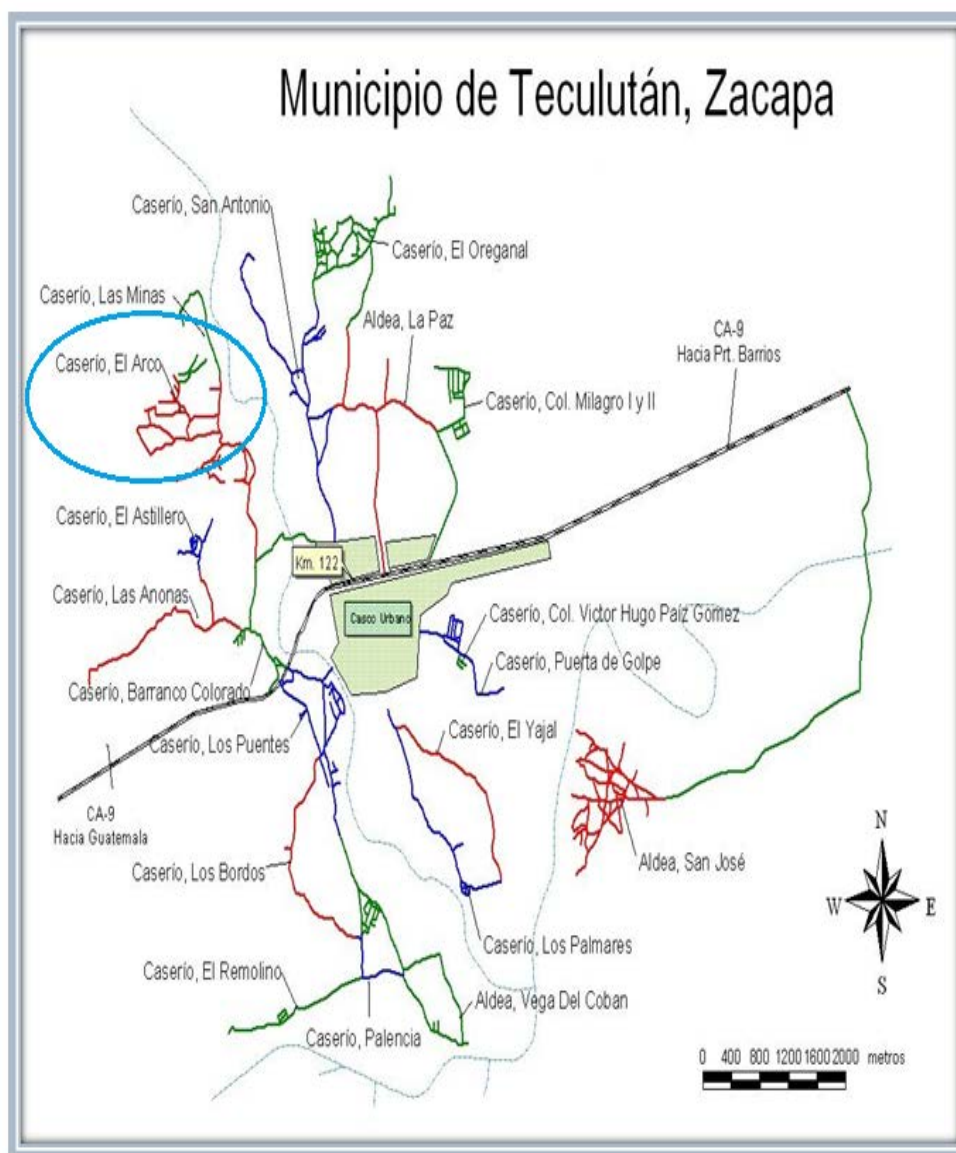 Municipio de Teculután, Zacapa
Caserío, San Antonio
Caserío, El Oreganal
Caserío, Las Minas
Aldea, La Paz
CA-9
Hacia Prt. Barrios
Caserío, El Arco
Caserío, Col. Milagro I y II
Caserío, El Astillero
Km. 122
Caserío, Las Anonas
Casco Urbano
Caserío, Col. Victor Hugo Paíz Gomez
Caserío, Puerta de Golpe
Caserío, Barranco Colorado
Caserío, Los Puentes
Caserío, El Yajal
CA-9
Hacia Guatemala
Aldea, San José
Caserío, Los Bordos
N
W
E
S
Caserío, Los Palmares
Caserío, El Remolino
Aldea, Vega Del Coban
Caserío, Palencia
0 400 800 1200 1600 2000 metros